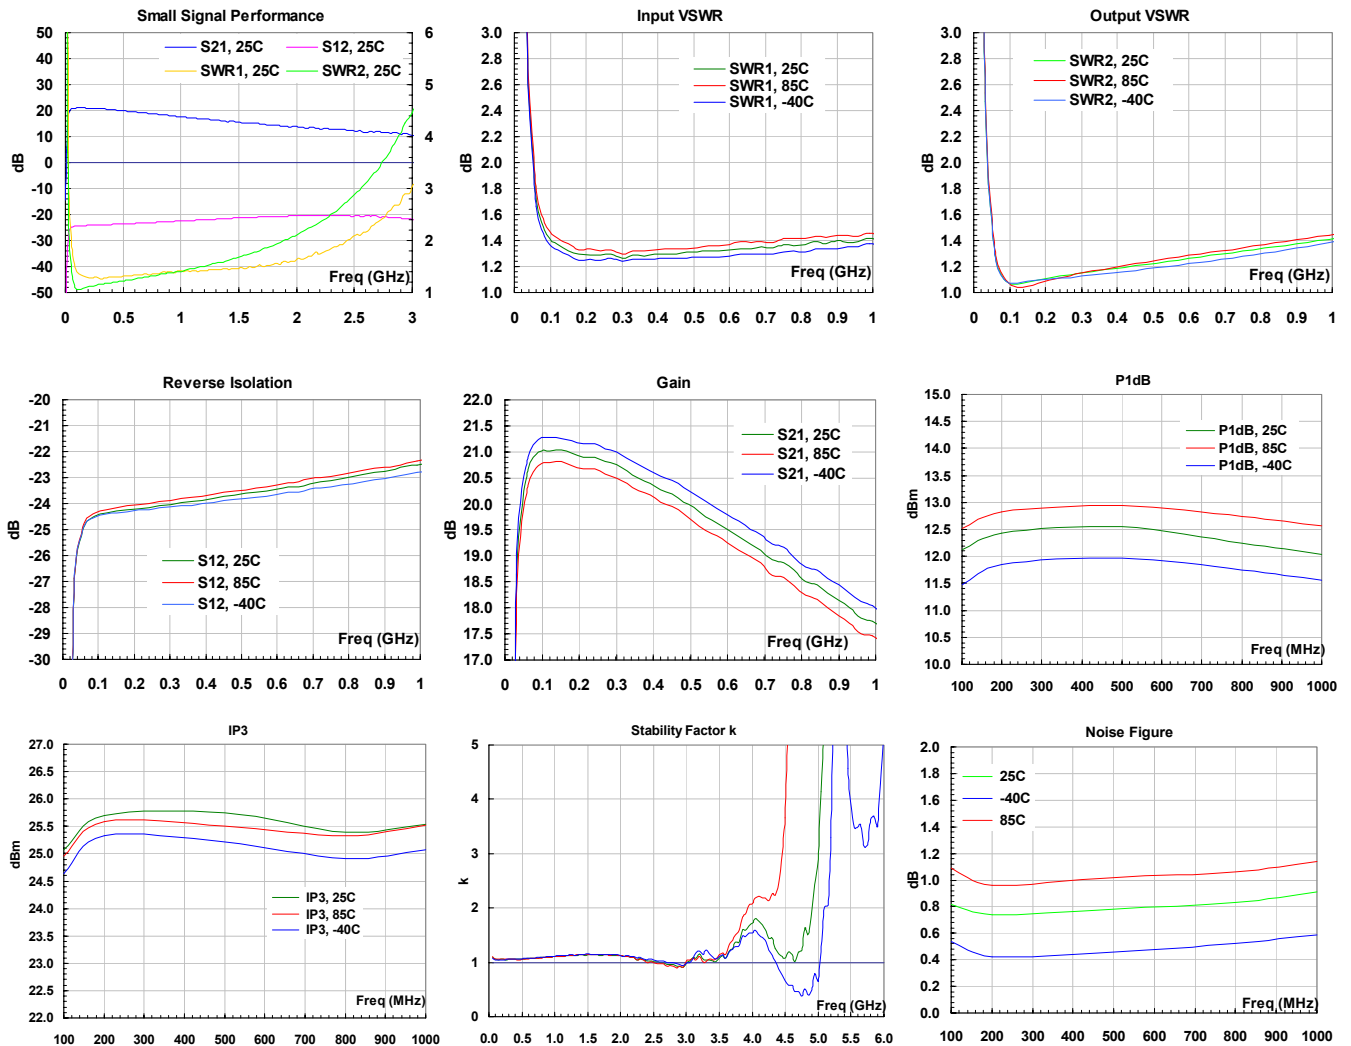 Small Signal Performance
50
40
30
20
10
0
-10
-20
-30
-40
-50
dB
6
5
4
3
2
1
S21, 25C
S12, 25C
SWR1, 25C
SWR2, 25C
Freq (GHz)
0 0.5 1 1.5 2 2.5 3
Input VSWR
3.0
2.8
2.6
2.4
2.2
2.0
1.8
1.6
1.4
1.2
1.0
dB
SWR1, 25C
SWR1, 85C
SWR1, -40C
Freq (GHz)
0 0.1 0.2 0.3 0.4 0.5 0.6 0.7 0.8 0.9 1
Output VSWR
3.0
2.8
2.6
2.4
2.2
2.0
1.8
1.6
1.4
1.2
1.0
dB
SWR2, 25C
SWR2, 85C
SWR2, -40C
Freq (GHz)
0 0.1 0.2 0.3 0.4 0.5 0.6 0.7 0.8 0.9 1
Reverse Isolation
-20
-21
-22
-23
-24
-25
-26
-27
-28
-29
-30
dB
S12, 25C
S12, 85C
S12, -40C
Freq (GHz)
0 0.1 0.2 0.3 0.4 0.5 0.6 0.7 0.8 0.9 1
Gain
22.0
21.5
21.0
20.5
20.0
19.5
19.0
18.5
18.0
17.5
17.0
dB
S21, 25C
S21, 85C
S21, -40C
Freq (GHz)
0 0.1 0.2 0.3 0.4 0.5 0.6 0.7 0.8 0.9 1
P1dB
15.0
14.5
14.0
13.5
13.0
12.5
12.0
11.5
11.0
10.5
10.0
dBm
P1dB, 25C
P1dB, 85C
P1dB, -40C
Freq (MHz)
100 200 300 400 500 600 700 800 900 1000
IP3
27.0
26.5
26.0
25.5
25.0
24.5
24.0
23.5
23.0
22.5
22.0
dBm
IP3, 25C
IP3, 85C
IP3, -40C
Freq (MHz)
100 200 300 400 500 600 700 800 900 1000
Stability Factor k
5
4
3
2
1
0
k
Freq (GHz)
0.0 0.5 1.0 1.5 2.0 2.5 3.0 3.5 4.0 4.5 5.0 5.5 6.0
Noise Figure
2.0
1.8
1.6
1.4
1.2
1.0
0.8
0.6
0.4
0.2
0.0
dB
25C
-40C
85C
Freq (MHz)
100 200 300 400 500 600 700 800 900 1000